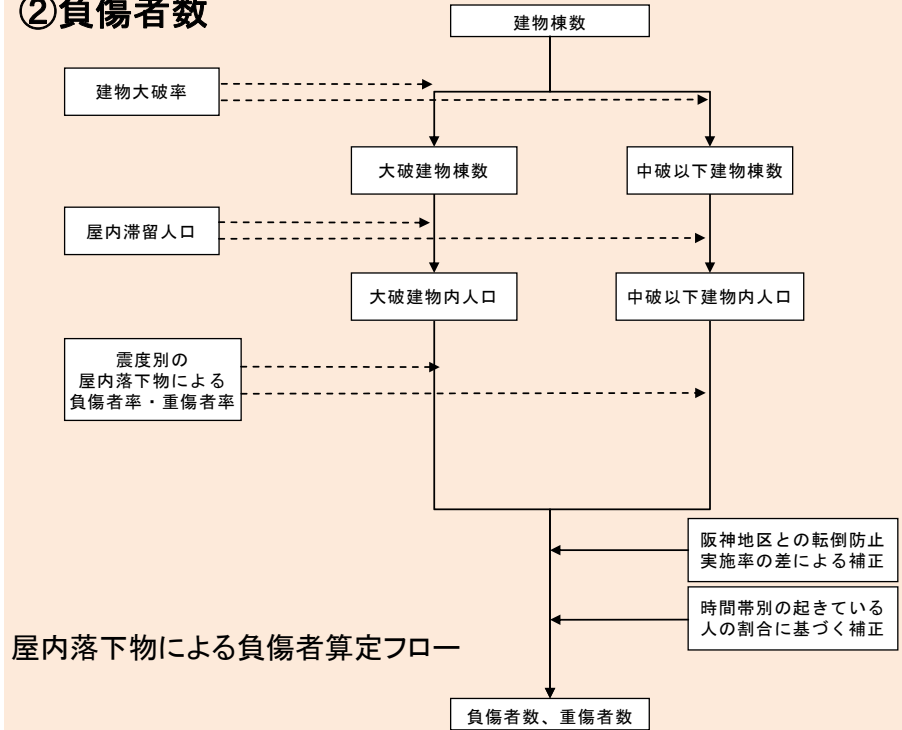 ②負傷者数
建物棟数
建物大破率
大破建物棟数
中破以下建物棟数
屋内滞留人口
大破建物内人口
中破以下建物内人口
震度別の
屋内落下物による
負傷者率・重傷者率
阪神地区との転倒防止
実施率の差による補正
時間帯別の起きている
人の割合に基づく補正
屋内落下物による負傷者算定フロー
負傷者数、重傷者数